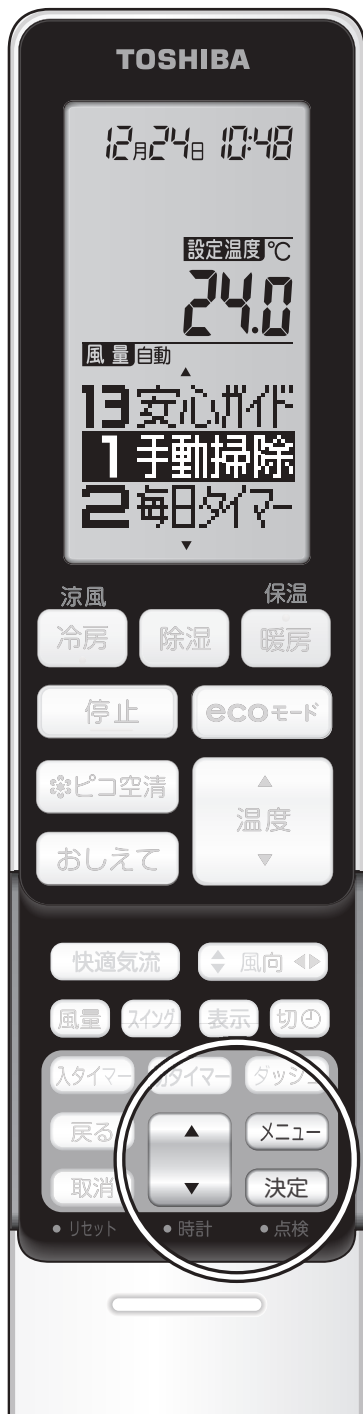 TOSHIBA
12月24日 10:48
設定温度 ℃
24.0
風量 自動
▲
13 安心ガイド
1 手動掃除
2 毎日タイマー
▼
涼風 保温
冷房 除湿 暖房
停止 ecoモード
ピコ空清 ▲
温度
おしえて ▼
快適気流 風向
風量 スイング 表示 切
入タイマー 切タイマー ダッシュ
戻る ▲ メニュー
取消 ▼ 決定
リセット 時計 点検